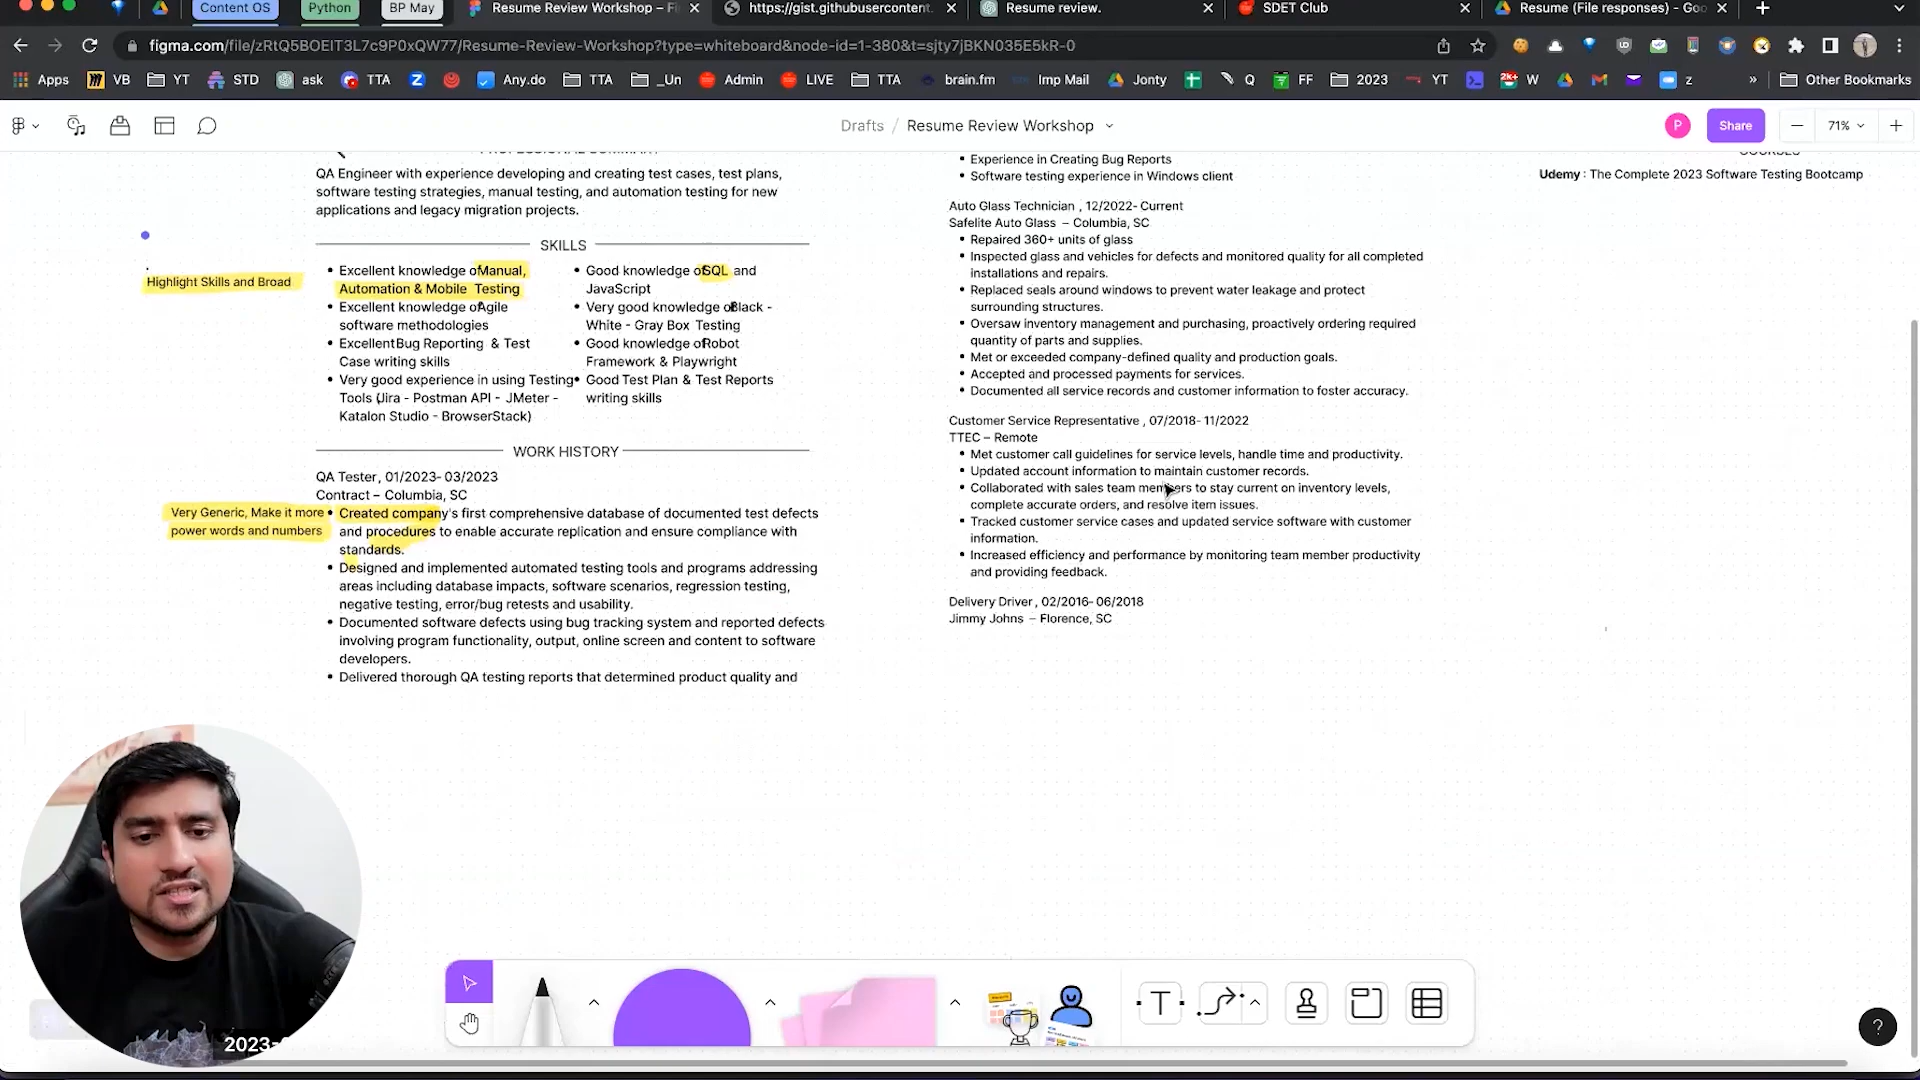 Content OS
Python
BP May
Resume Review Workshop – Fi
https://gist.githubusercontent.
Resume review.
SDET Club
Resume (File responses) - Goo
figma.com/file/zRtQ5BOEIT3L7c9P0xQW77/Resume-Review-Workshop?type=whiteboard&node-id=1-380&t=sjty7jBKN035E5kR-0
Apps
VB
YT
STD
ask
TTA
Any.do
TTA
_Un
Admin
LIVE
TTA
brain.fm
Imp Mail
Jonty
Q
FF
2023
YT
W
z
»
Other Bookmarks
Drafts / Resume Review Workshop
P
Share
71%
QA Engineer with experience developing and creating test cases, test plans,
software testing strategies, manual testing, and automation testing for new
applications and legacy migration projects.
SKILLS
Highlight Skills and Broad
• Excellent knowledge of Manual,
Automation & Mobile Testing
• Excellent knowledge of Agile
software methodologies
• Excellent Bug Reporting & Test
Case writing skills
• Very good experience in using Testing
Tools (Jira - Postman API - JMeter -
Katalon Studio - BrowserStack)
• Good knowledge of SQL and
JavaScript
• Very good knowledge of Black -
White - Gray Box Testing
• Good knowledge of Robot
Framework & Playwright
• Good Test Plan & Test Reports
writing skills
WORK HISTORY
QA Tester, 01/2023- 03/2023
Contract – Columbia, SC
Very Generic, Make it more
power words and numbers
• Created company's first comprehensive database of documented test defects
and procedures to enable accurate replication and ensure compliance with
standards.
• Designed and implemented automated testing tools and programs addressing
areas including database impacts, software scenarios, regression testing,
negative testing, error/bug retests and usability.
• Documented software defects using bug tracking system and reported defects
involving program functionality, output, online screen and content to software
developers.
• Delivered thorough QA testing reports that determined product quality and
• Experience in Creating Bug Reports
• Software testing experience in Windows client
Auto Glass Technician , 12/2022- Current
Safelite Auto Glass – Columbia, SC
• Repaired 360+ units of glass
• Inspected glass and vehicles for defects and monitored quality for all completed
installations and repairs.
• Replaced seals around windows to prevent water leakage and protect
surrounding structures.
• Oversaw inventory management and purchasing, proactively ordering required
quantity of parts and supplies.
• Met or exceeded company-defined quality and production goals.
• Accepted and processed payments for services.
• Documented all service records and customer information to foster accuracy.
Customer Service Representative , 07/2018- 11/2022
TTEC – Remote
• Met customer call guidelines for service levels, handle time and productivity.
• Updated account information to maintain customer records.
• Collaborated with sales team members to stay current on inventory levels,
complete accurate orders, and resolve item issues.
• Tracked customer service cases and updated service software with customer
information.
• Increased efficiency and performance by monitoring team member productivity
and providing feedback.
Delivery Driver , 02/2016- 06/2018
Jimmy Johns – Florence, SC
COURSES
Udemy : The Complete 2023 Software Testing Bootcamp
T
?